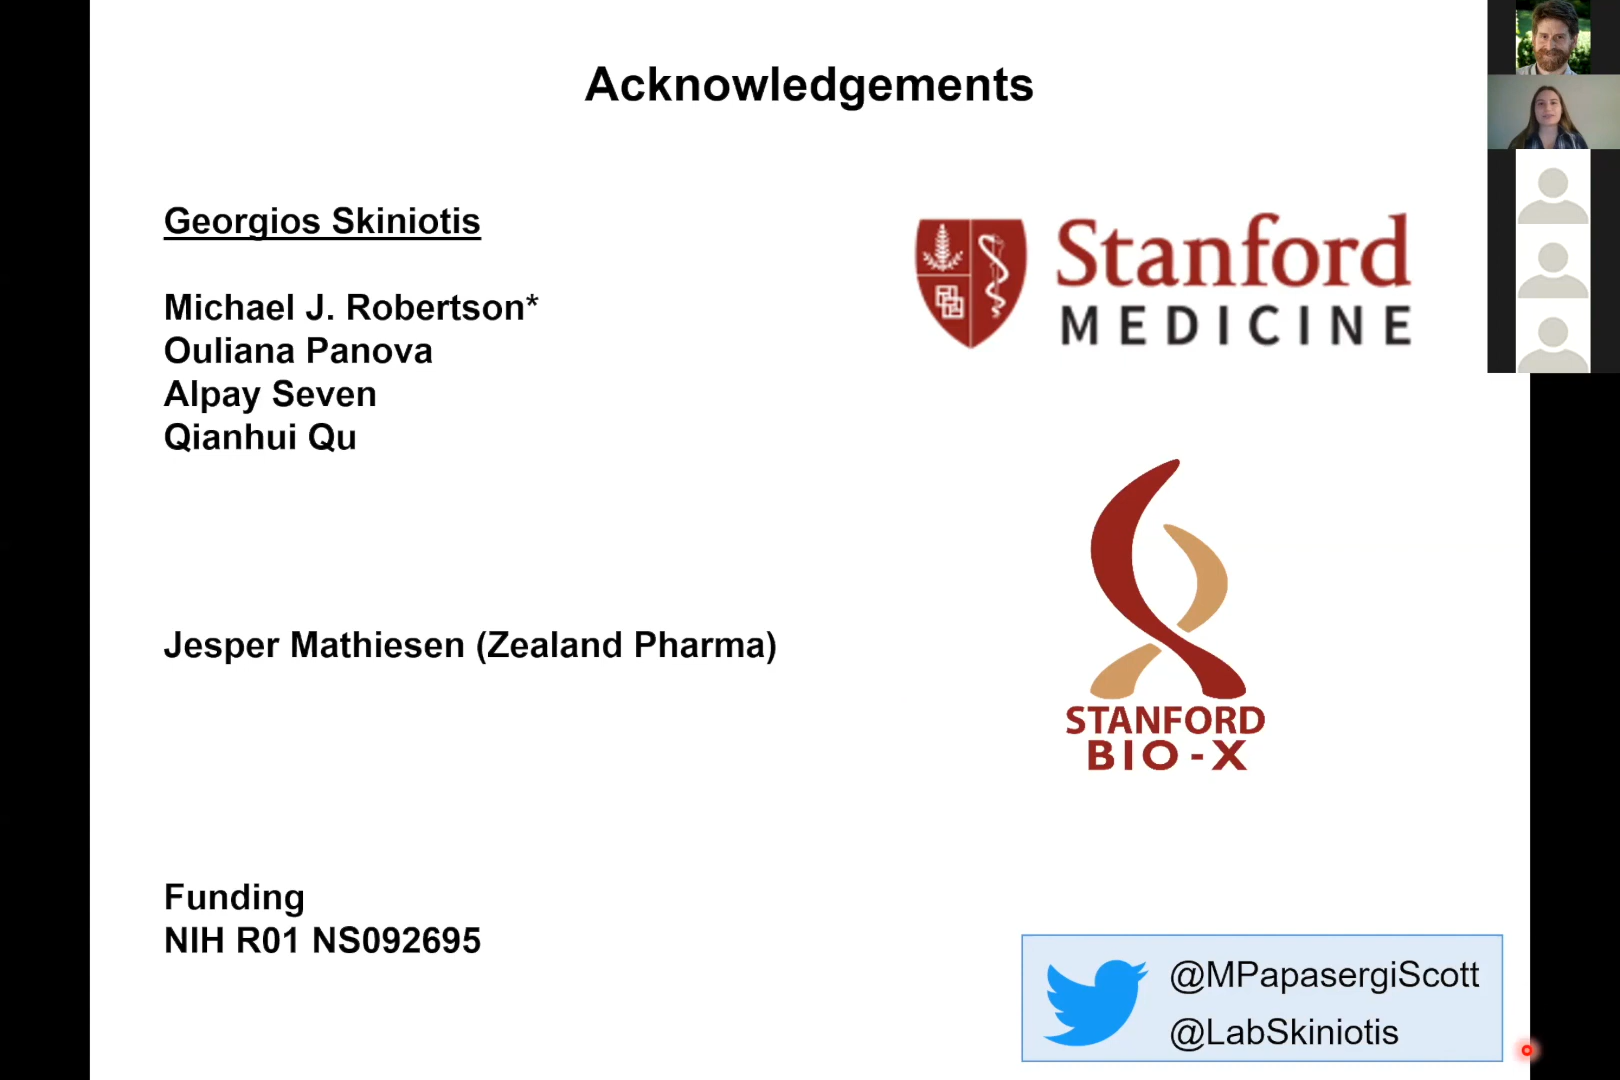 Acknowledgements
Georgios Skiniotis
Michael J. Robertson*
Ouliana Panova
Alpay Seven
Qianhui Qu
Jesper Mathiesen (Zealand Pharma)
Funding
NIH R01 NS092695
Stanford
MEDICINE
STANFORD
BIO-X
@MPapasergiScott
@LabSkiniotis